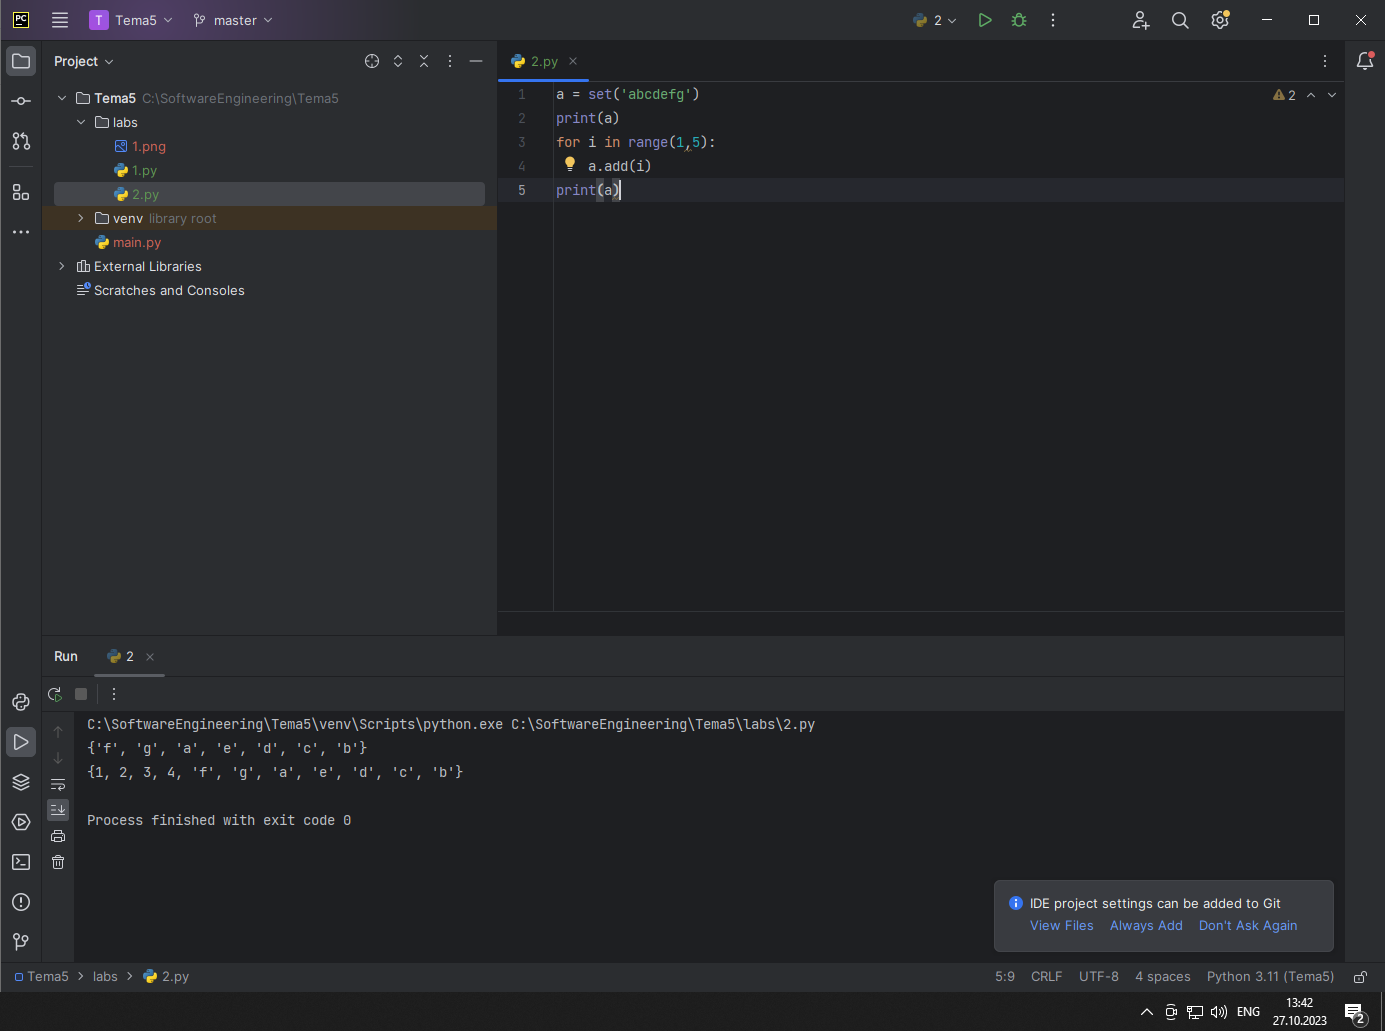 PC
T Tema5 master 2
Project
2.py
Tema5 C:\SoftwareEngineering\Tema5
labs
1.png
1.py
2.py
venv library root
main.py
External Libraries
Scratches and Consoles
1 a = set('abcdefg')
2 print(a)
3 for i in range(1,5):
4 a.add(i)
5 print(a)
2
Run 2
C:\SoftwareEngineering\Tema5\venv\Scripts\python.exe C:\SoftwareEngineering\Tema5\labs\2.py
{'f', 'g', 'a', 'e', 'd', 'c', 'b'}
{1, 2, 3, 4, 'f', 'g', 'a', 'e', 'd', 'c', 'b'}
Process finished with exit code 0
IDE project settings can be added to Git
View Files Always Add Don't Ask Again
Tema5 > labs > 2.py
5:9 CRLF UTF-8 4 spaces Python 3.11 (Tema5)
ENG
13:42
27.10.2023
2